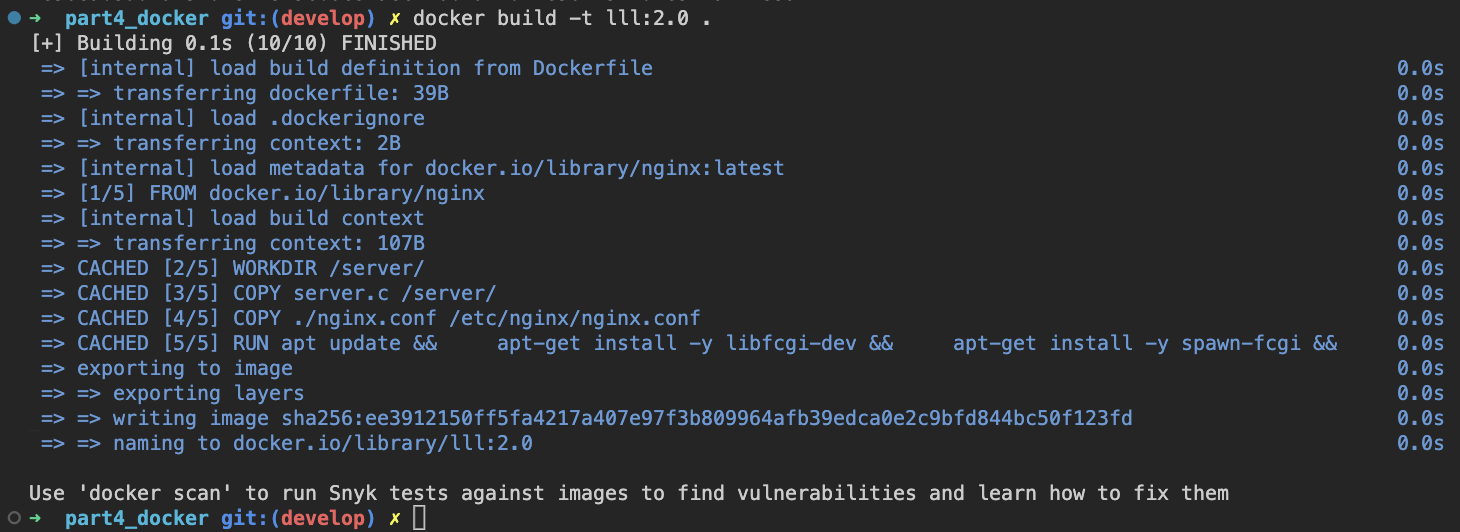 ➜ part4_docker git:(develop) ✗ docker build -t lll:2.0 .
[+] Building 0.1s (10/10) FINISHED
=> [internal] load build definition from Dockerfile 0.0s
=> => transferring dockerfile: 39B 0.0s
=> [internal] load .dockerignore 0.0s
=> => transferring context: 2B 0.0s
=> [internal] load metadata for docker.io/library/nginx:latest 0.0s
=> [1/5] FROM docker.io/library/nginx 0.0s
=> [internal] load build context 0.0s
=> => transferring context: 107B 0.0s
=> CACHED [2/5] WORKDIR /server/ 0.0s
=> CACHED [3/5] COPY server.c /server/ 0.0s
=> CACHED [4/5] COPY ./nginx.conf /etc/nginx/nginx.conf 0.0s
=> CACHED [5/5] RUN apt update &&     apt-get install -y libfcgi-dev &&     apt-get install -y spawn-fcgi && 0.0s
=> exporting to image 0.0s
=> => exporting layers 0.0s
=> => writing image sha256:ee3912150ff5fa4217a407e97f3b809964afb39edca0e2c9bfd844bc50f123fd 0.0s
=> => naming to docker.io/library/lll:2.0 0.0s
Use 'docker scan' to run Snyk tests against images to find vulnerabilities and learn how to fix them
➜ part4_docker git:(develop) ✗